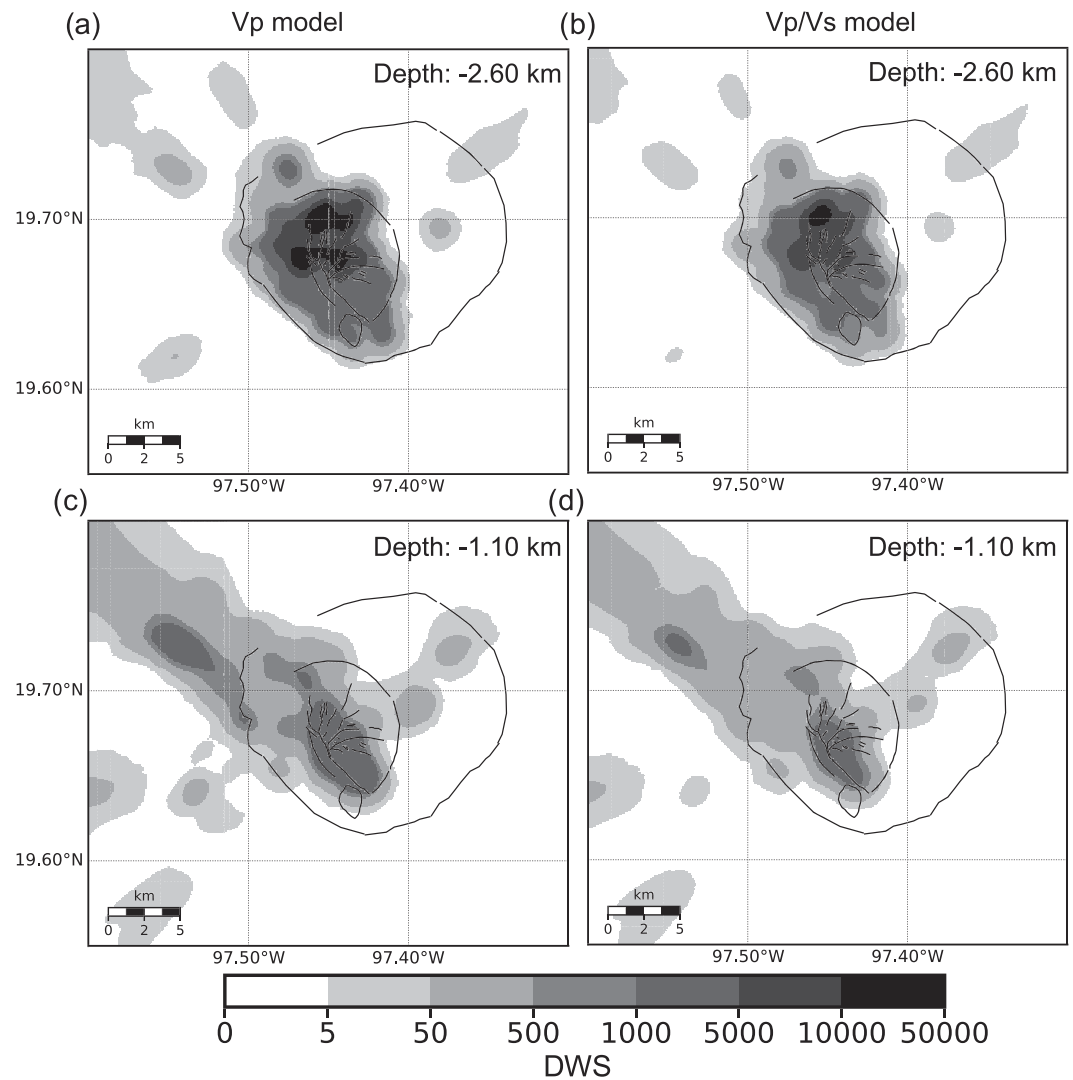 (a) Vp model (b) Vp/Vs model
Depth: -2.60 km Depth: -2.60 km
19.70°N
19.60°N
km km
0 2 5 0 2 5
97.50°W 97.40°W 97.50°W 97.40°W
(c) (d)
Depth: -1.10 km Depth: -1.10 km
19.70°N
19.60°N
km km
0 2 5 0 2 5
97.50°W 97.40°W 97.50°W 97.40°W
0 5 50 500 1000 5000 10000 50000
DWS